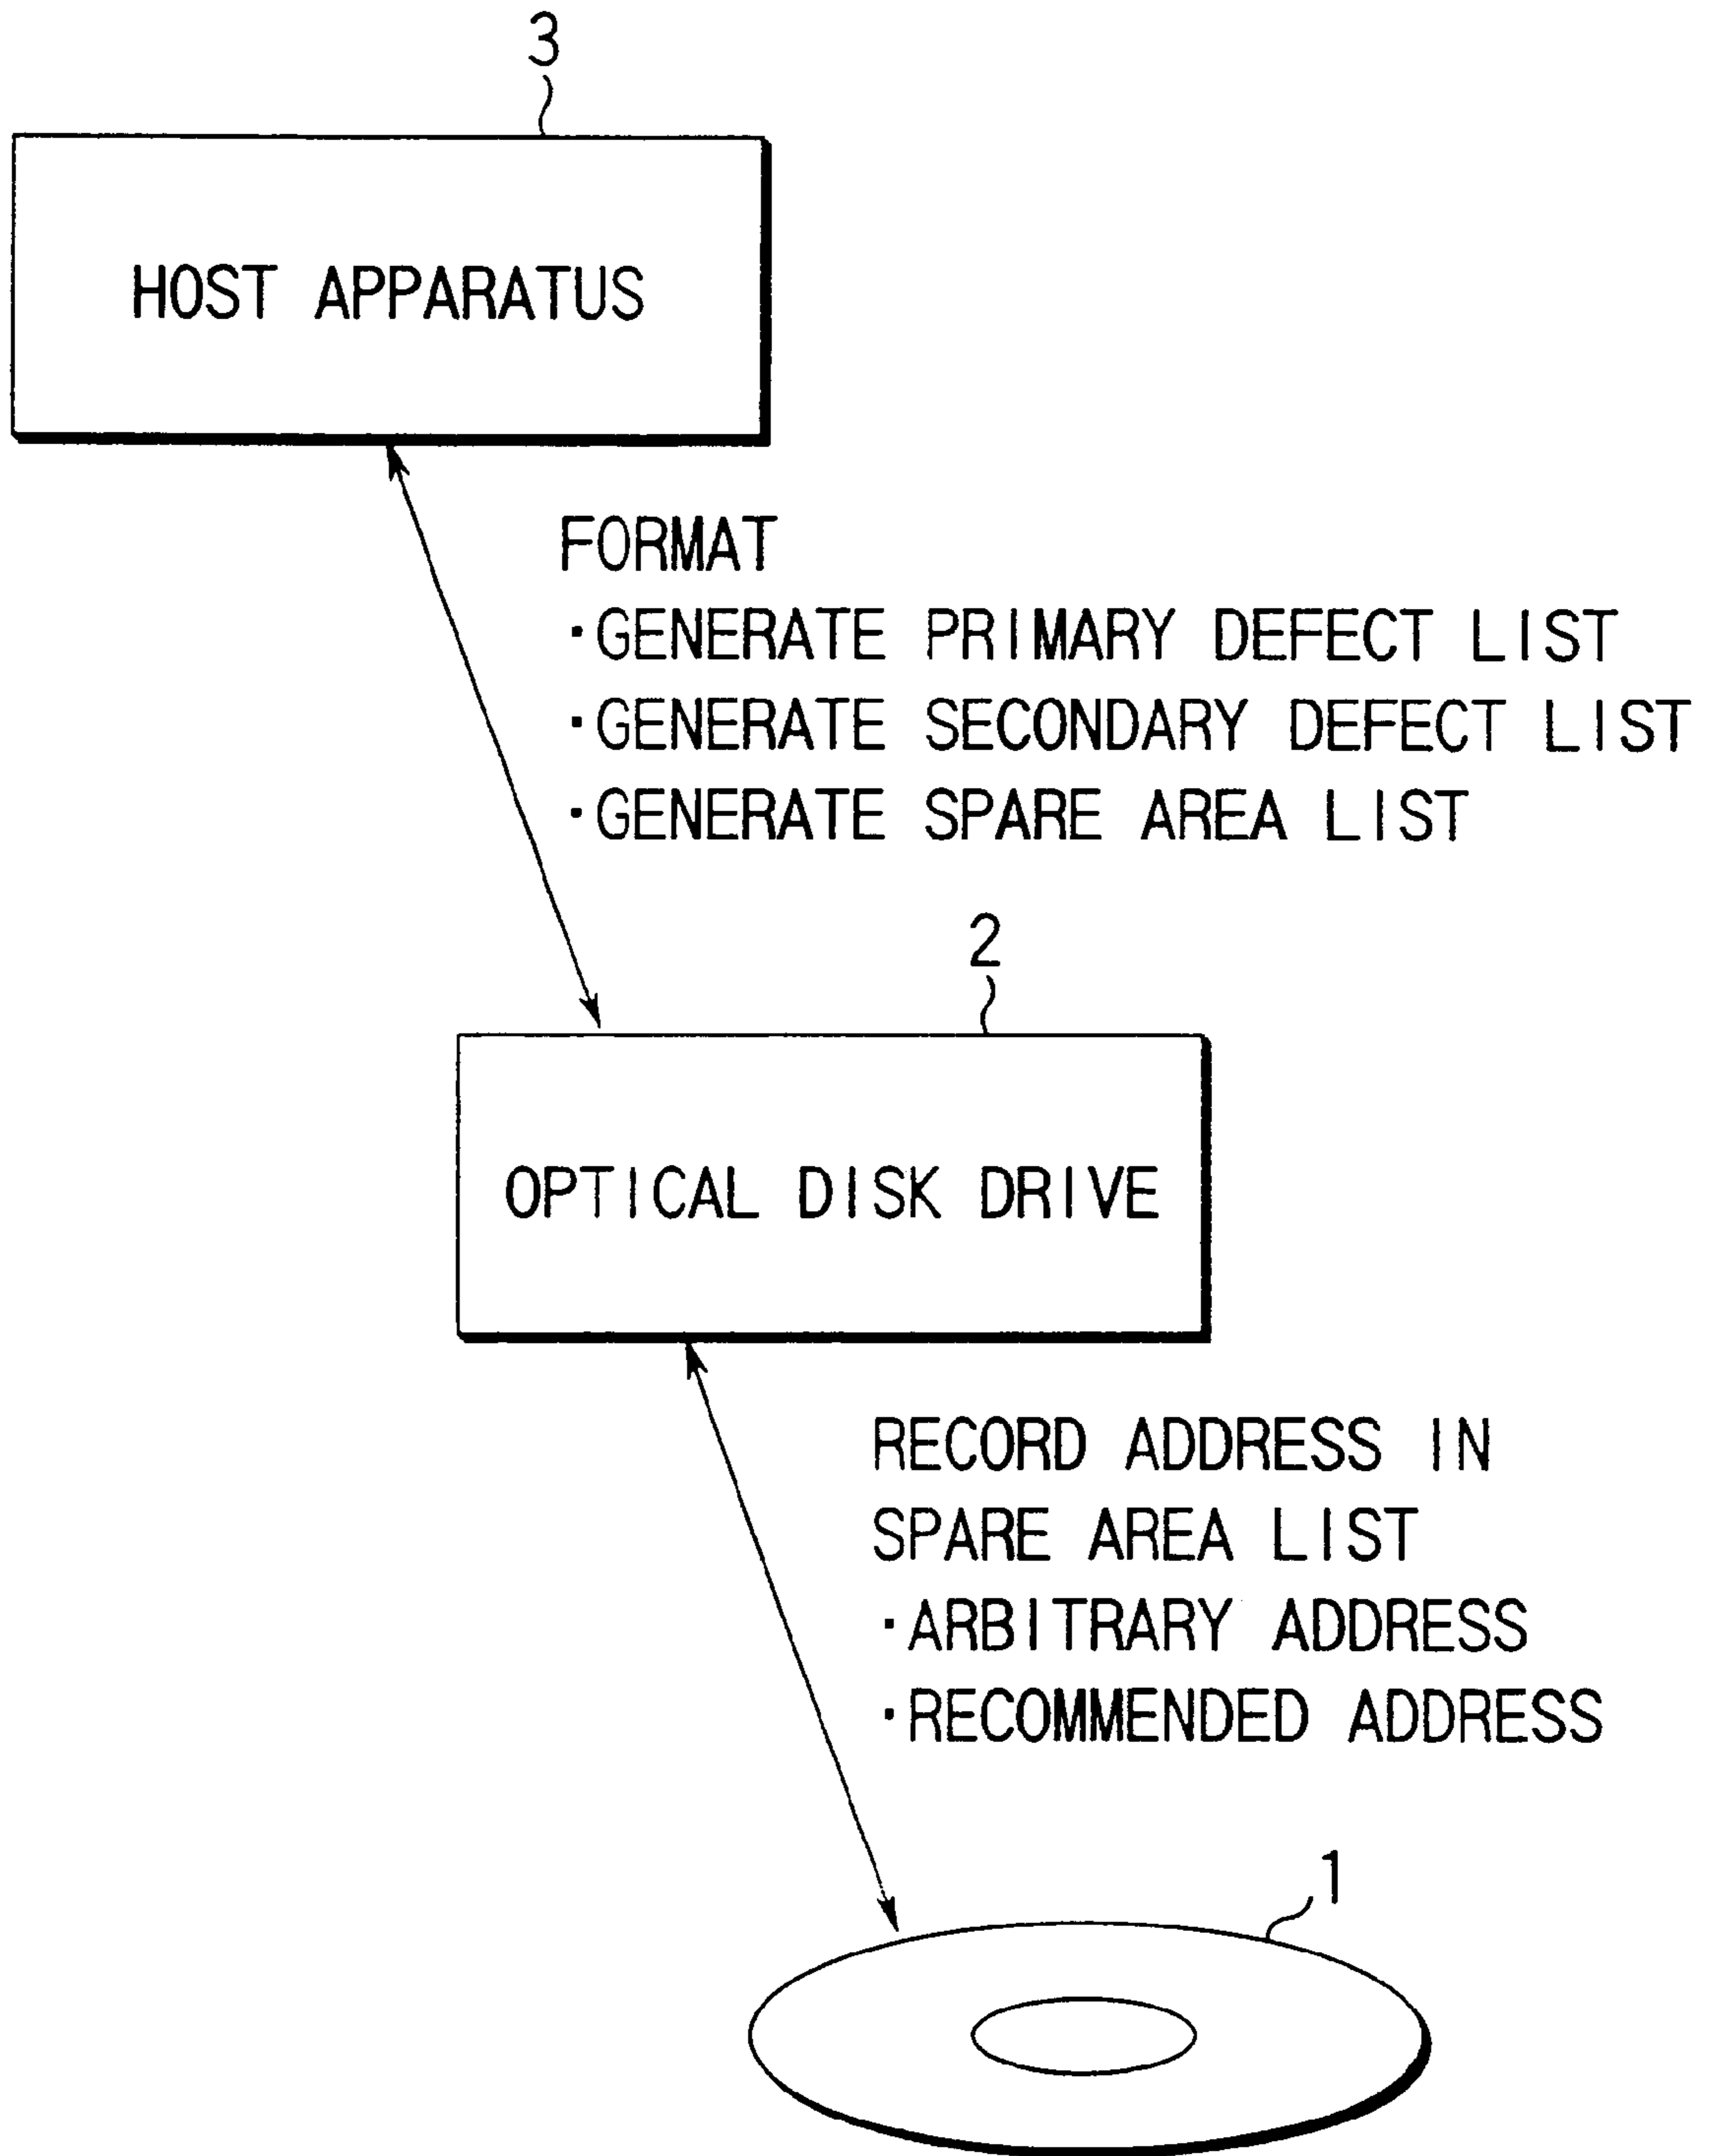 3
HOST APPARATUS
FORMAT
・GENERATE PRIMARY DEFECT LIST
・GENERATE SECONDARY DEFECT LIST
・GENERATE SPARE AREA LIST
2
OPTICAL DISK DRIVE
RECORD ADDRESS IN
SPARE AREA LIST
・ARBITRARY ADDRESS
・RECOMMENDED ADDRESS
1